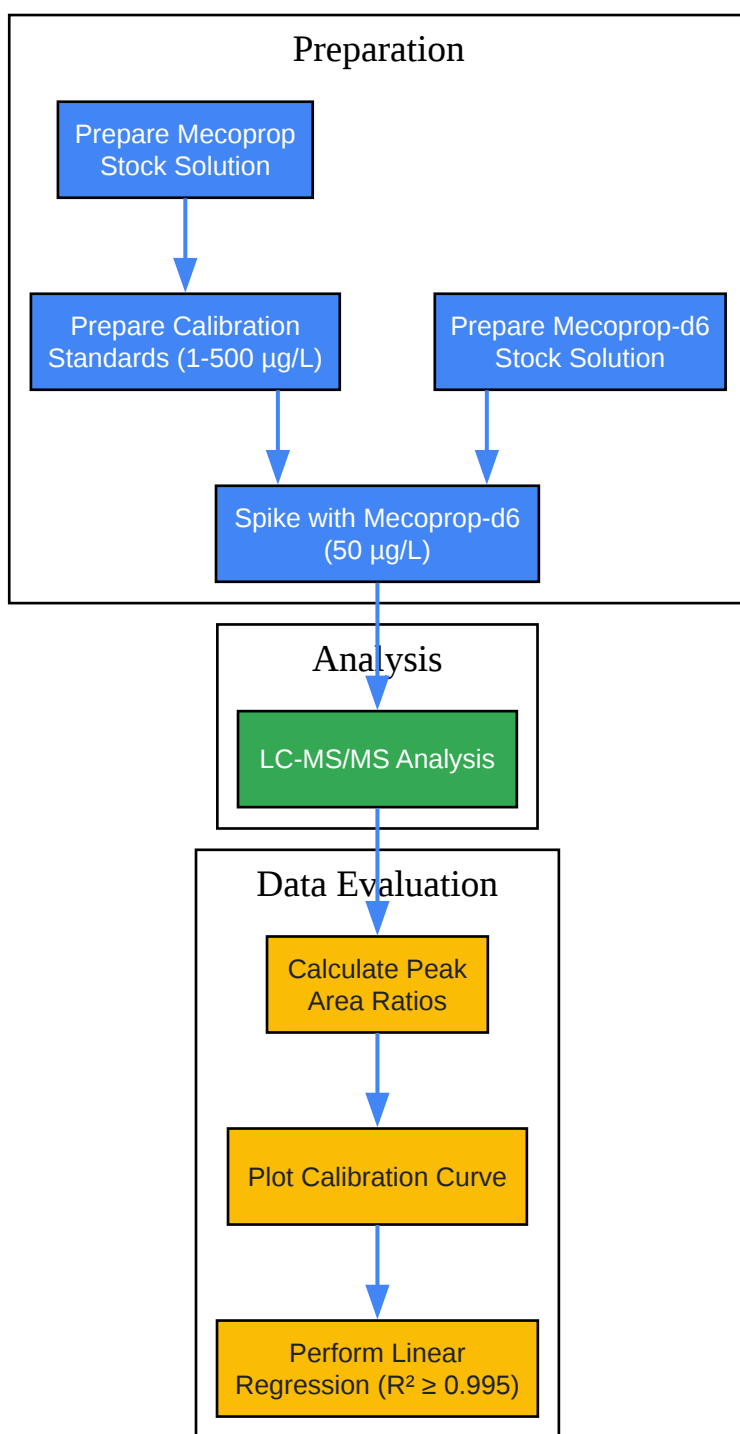 Preparation
Prepare Mecoprop
Stock Solution
Prepare Calibration
Standards (1-500 µg/L)
Prepare Mecoprop-d6
Stock Solution
Spike with Mecoprop-d6
(50 µg/L)
Analysis
LC-MS/MS Analysis
Data Evaluation
Calculate Peak
Area Ratios
Plot Calibration Curve
Perform Linear
Regression (R² ≥ 0.995)